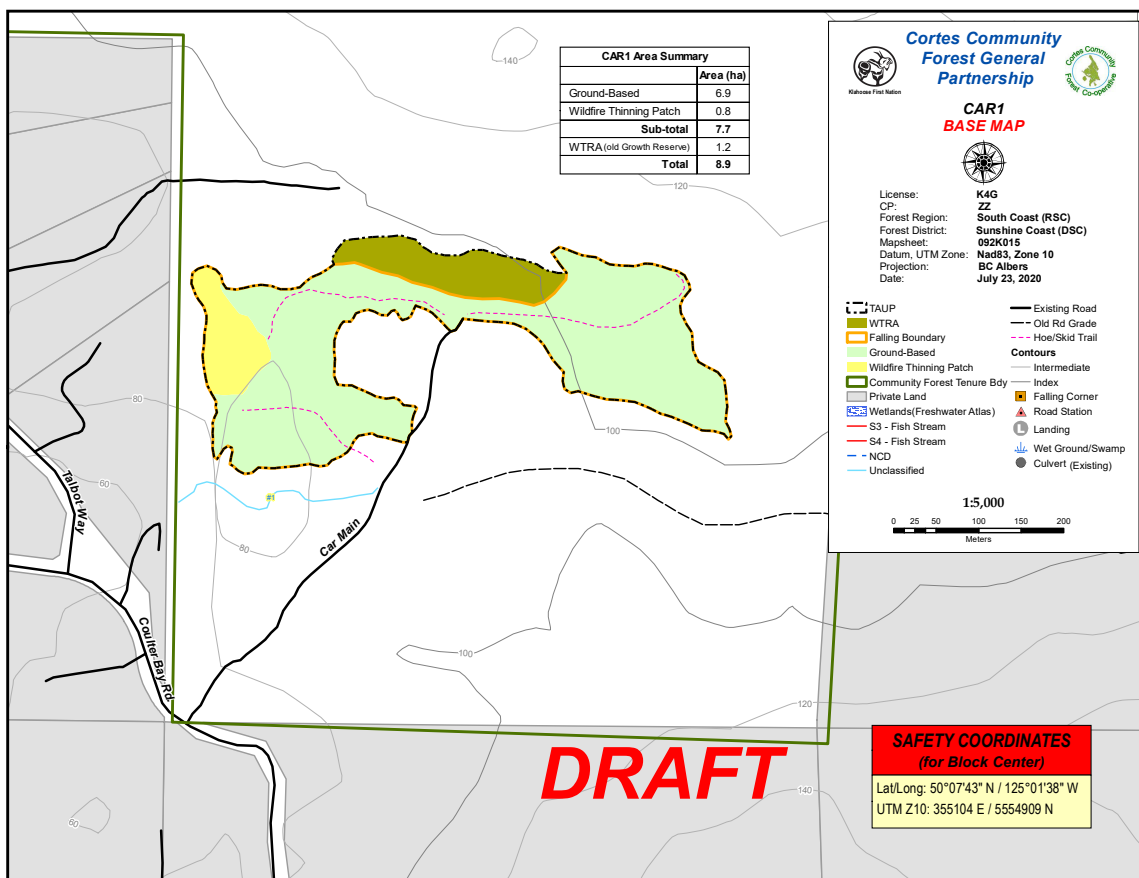 140
CAR1 Area Summary
Area (ha)
Ground-Based 6.9
Wildfire Thinning Patch 0.8
Sub-total 7.7
WTRA (old Growth Reserve) 1.2
Total 8.9
120
80
60
100
Talbot Way
#1
80
Car Main
Coulter Bay Rd.
100
120
140
60
DRAFT
Klahoose First Nation
Cortes Community
Forest General
Partnership
Cortes Community
Forest Co-operative
CAR1
BASE MAP
License: K4G
CP: ZZ
Forest Region: South Coast (RSC)
Forest District: Sunshine Coast (DSC)
Mapsheet: 092K015
Datum, UTM Zone: Nad83, Zone 10
Projection: BC Albers
Date: July 23, 2020
TAUP
WTRA
Falling Boundary
Ground-Based
Wildfire Thinning Patch
Community Forest Tenure Bdy
Private Land
Wetlands(Freshwater Atlas)
S3 - Fish Stream
S4 - Fish Stream
NCD
Unclassified
Existing Road
Old Rd Grade
Hoe/Skid Trail
Contours
Intermediate
Index
Falling Corner
Road Station
L Landing
Wet Ground/Swamp
Culvert (Existing)
1:5,000
0 25 50 100 150 200
Meters
SAFETY COORDINATES
(for Block Center)
Lat/Long: 50°07'43" N / 125°01'38" W
UTM Z10: 355104 E / 5554909 N